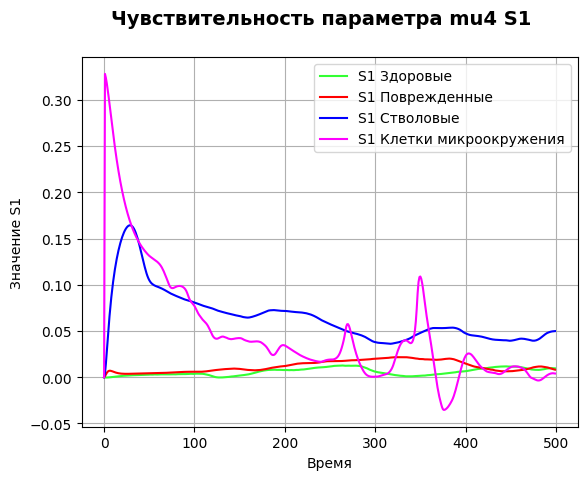 Чувствительность параметра mu4 S1
S1 Здоровые
S1 Поврежденные
S1 Стволовые
S1 Клетки микроокружения
Значение S1
0.30
0.25
0.20
0.15
0.10
0.05
0.00
−0.05
0 100 200 300 400 500
Время